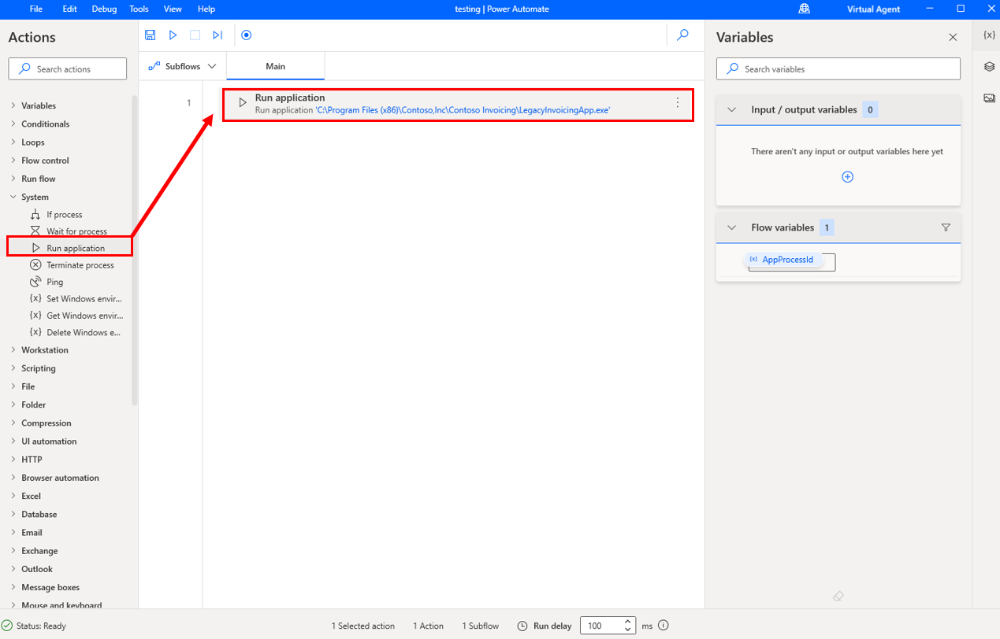 File Edit Debug Tools View Help
testing | Power Automate
Virtual Agent
Actions
Search actions
Variables
Conditionals
Loops
Flow control
Run flow
System
If process
Wait for process
Run application
Terminate process
Ping
{x} Set Windows envir...
{x} Get Windows envir...
{x} Delete Windows e...
Workstation
Scripting
File
Folder
Compression
UI automation
HTTP
Browser automation
Excel
Database
Email
Exchange
Outlook
Message boxes
Mouse and keyboard
Subflows
Main
1
Run application
Run application 'C:\Program Files (x86)\Contoso,Inc\Contoso Invoicing\LegacyInvoicingApp.exe'
Variables
{x}
Search variables
Input / output variables 0
There aren't any input or output variables here yet
Flow variables 1
(x) AppProcessId
Status: Ready
1 Selected action
1 Action
1 Subflow
Run delay
100
ms